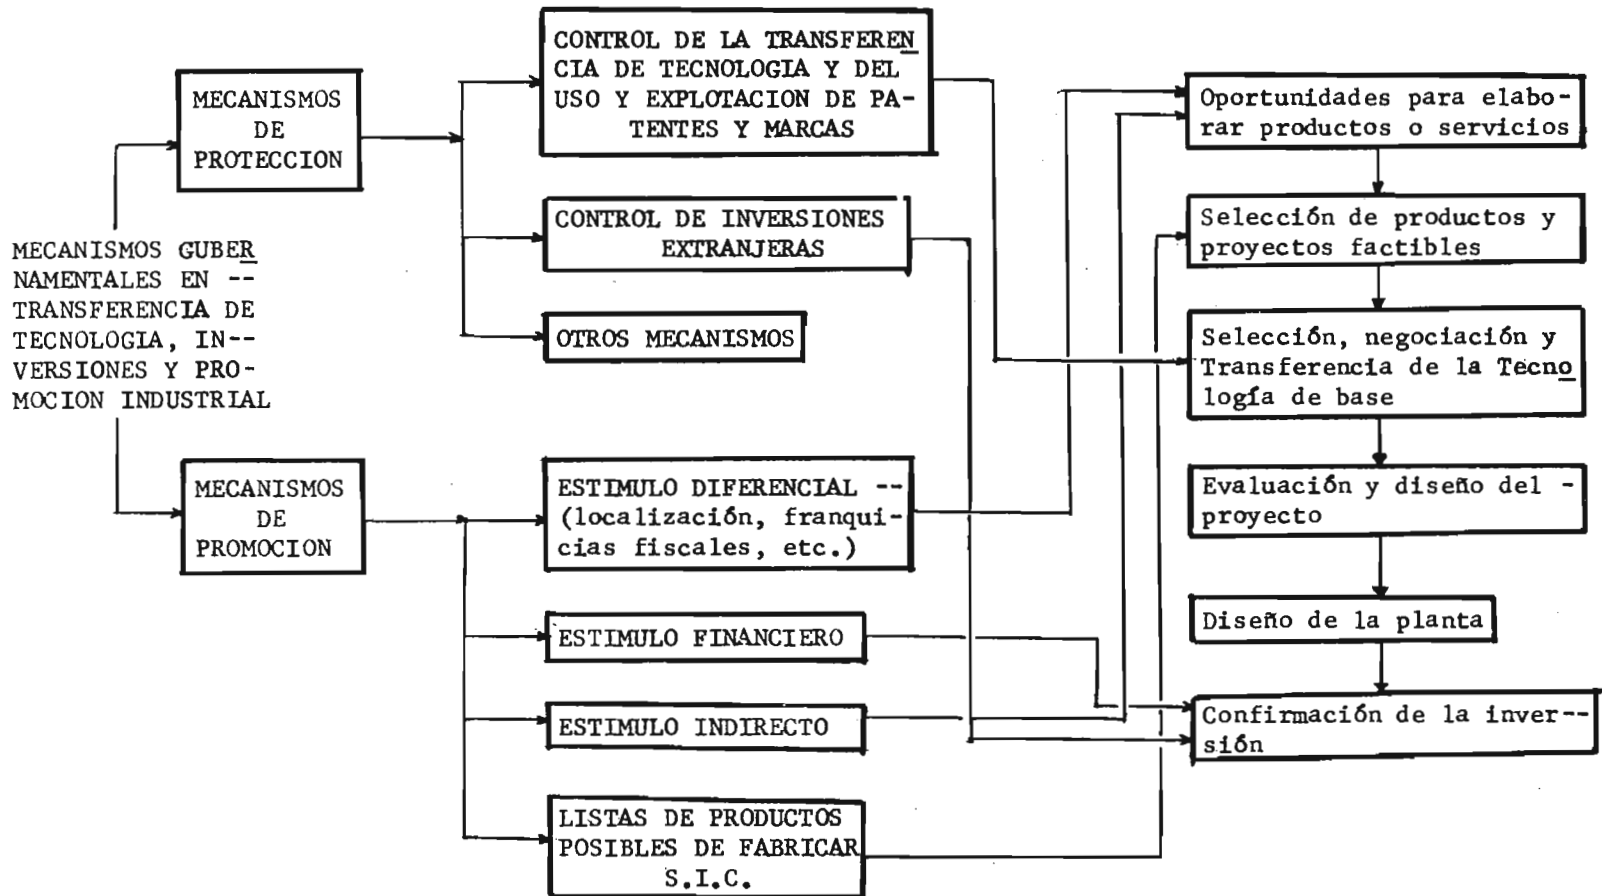 MECANISMOS GUBER
NAMENTALES EN --
TRANSFERENCIA DE
TECNOLOGIA, IN--
VERSIONES Y PRO-
MOCION INDUSTRIAL
MECANISMOS
DE
PROTECCION
MECANISMOS
DE
PROMOCION
CONTROL DE LA TRANSFEREN
CIA DE TECNOLOGIA Y DEL
USO Y EXPLOTACION DE PA-
TENTES Y MARCAS
CONTROL DE INVERSIONES
EXTRANJERAS
OTROS MECANISMOS
ESTIMULO DIFERENCIAL --
(localización, franqui-
cias fiscales, etc.)
ESTIMULO FINANCIERO
ESTIMULO INDIRECTO
LISTAS DE PRODUCTOS
POSIBLES DE FABRICAR
S.I.C.
Oportunidades para elabo-
rar productos o servicios
Selección de productos y
proyectos factibles
Selección, negociación y
Transferencia de la Tecno
logía de base
Evaluación y diseño del -
proyecto
Diseño de la planta
Confirmación de la inver--
sión